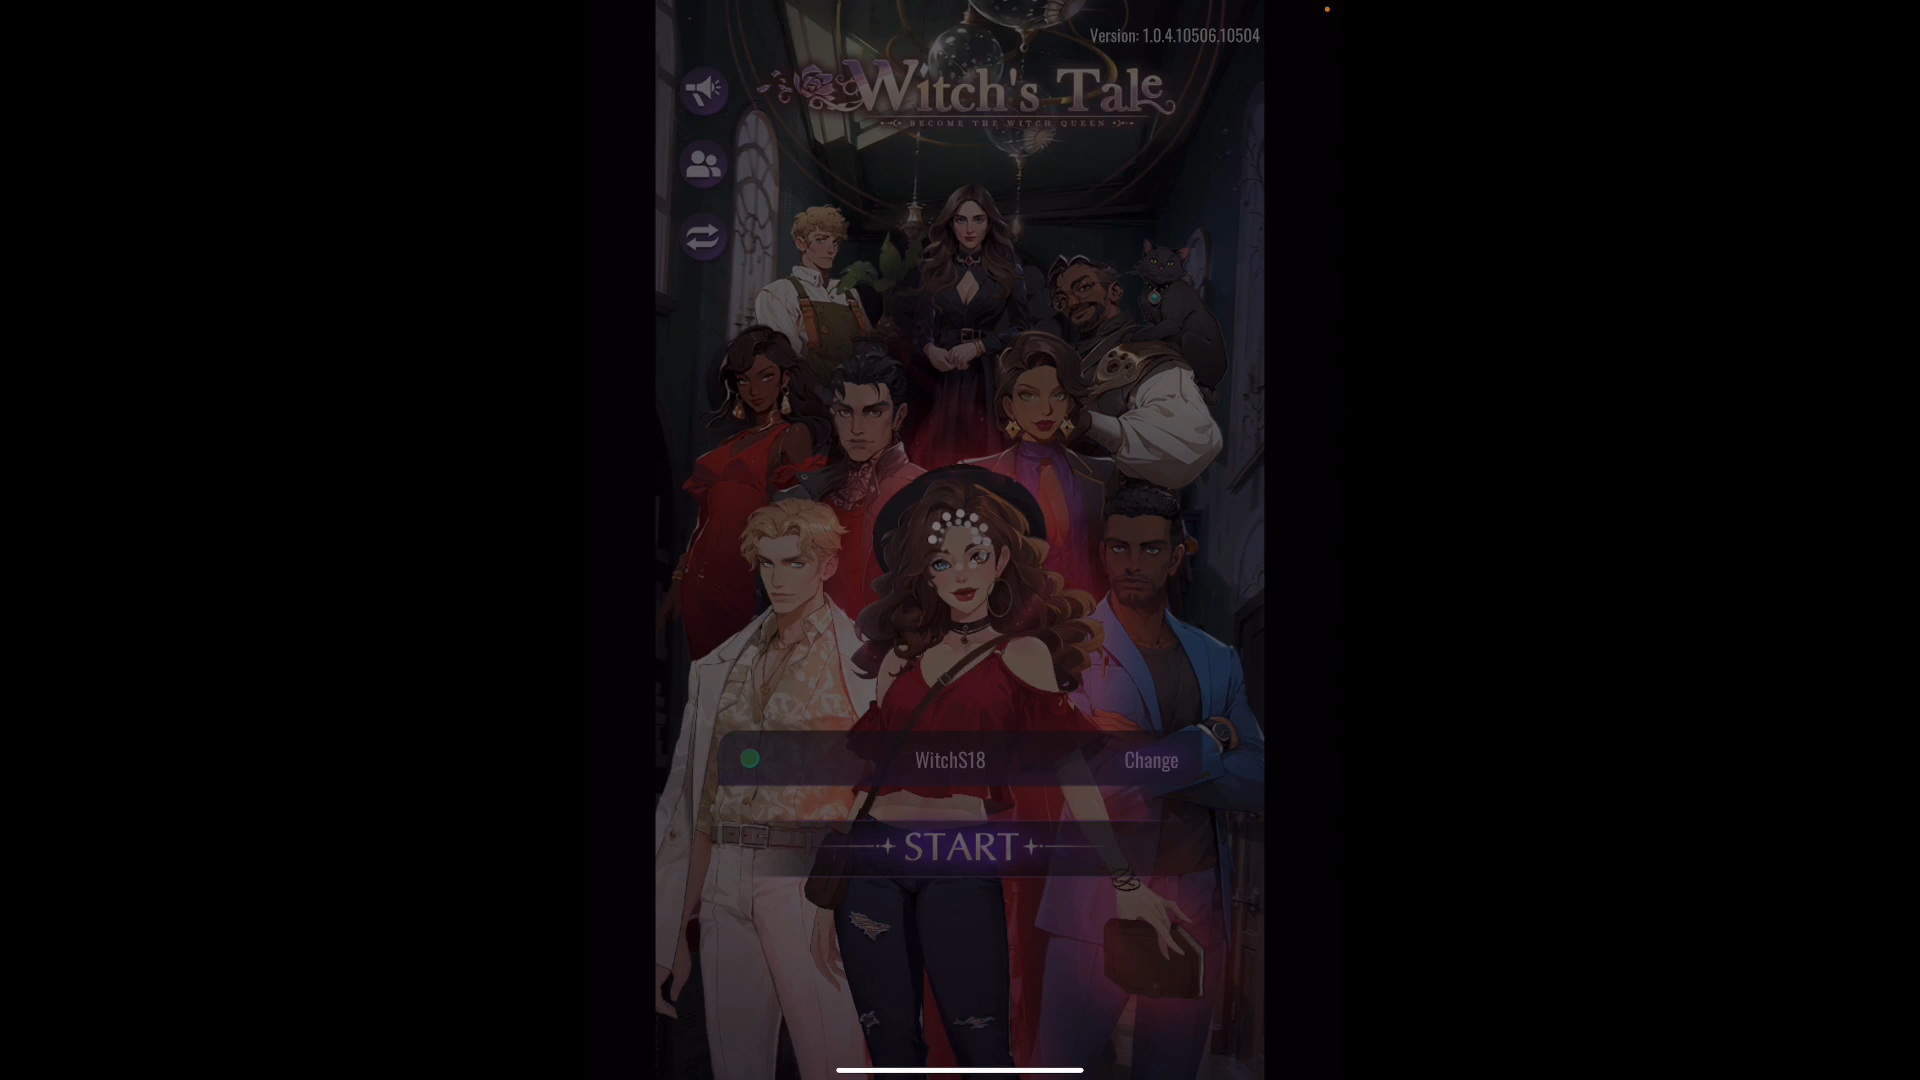 Version: 1.0.4.10506.10504
Witch's Tale
BECOME THE WITCH QUEEN
WitchS18
Change
START